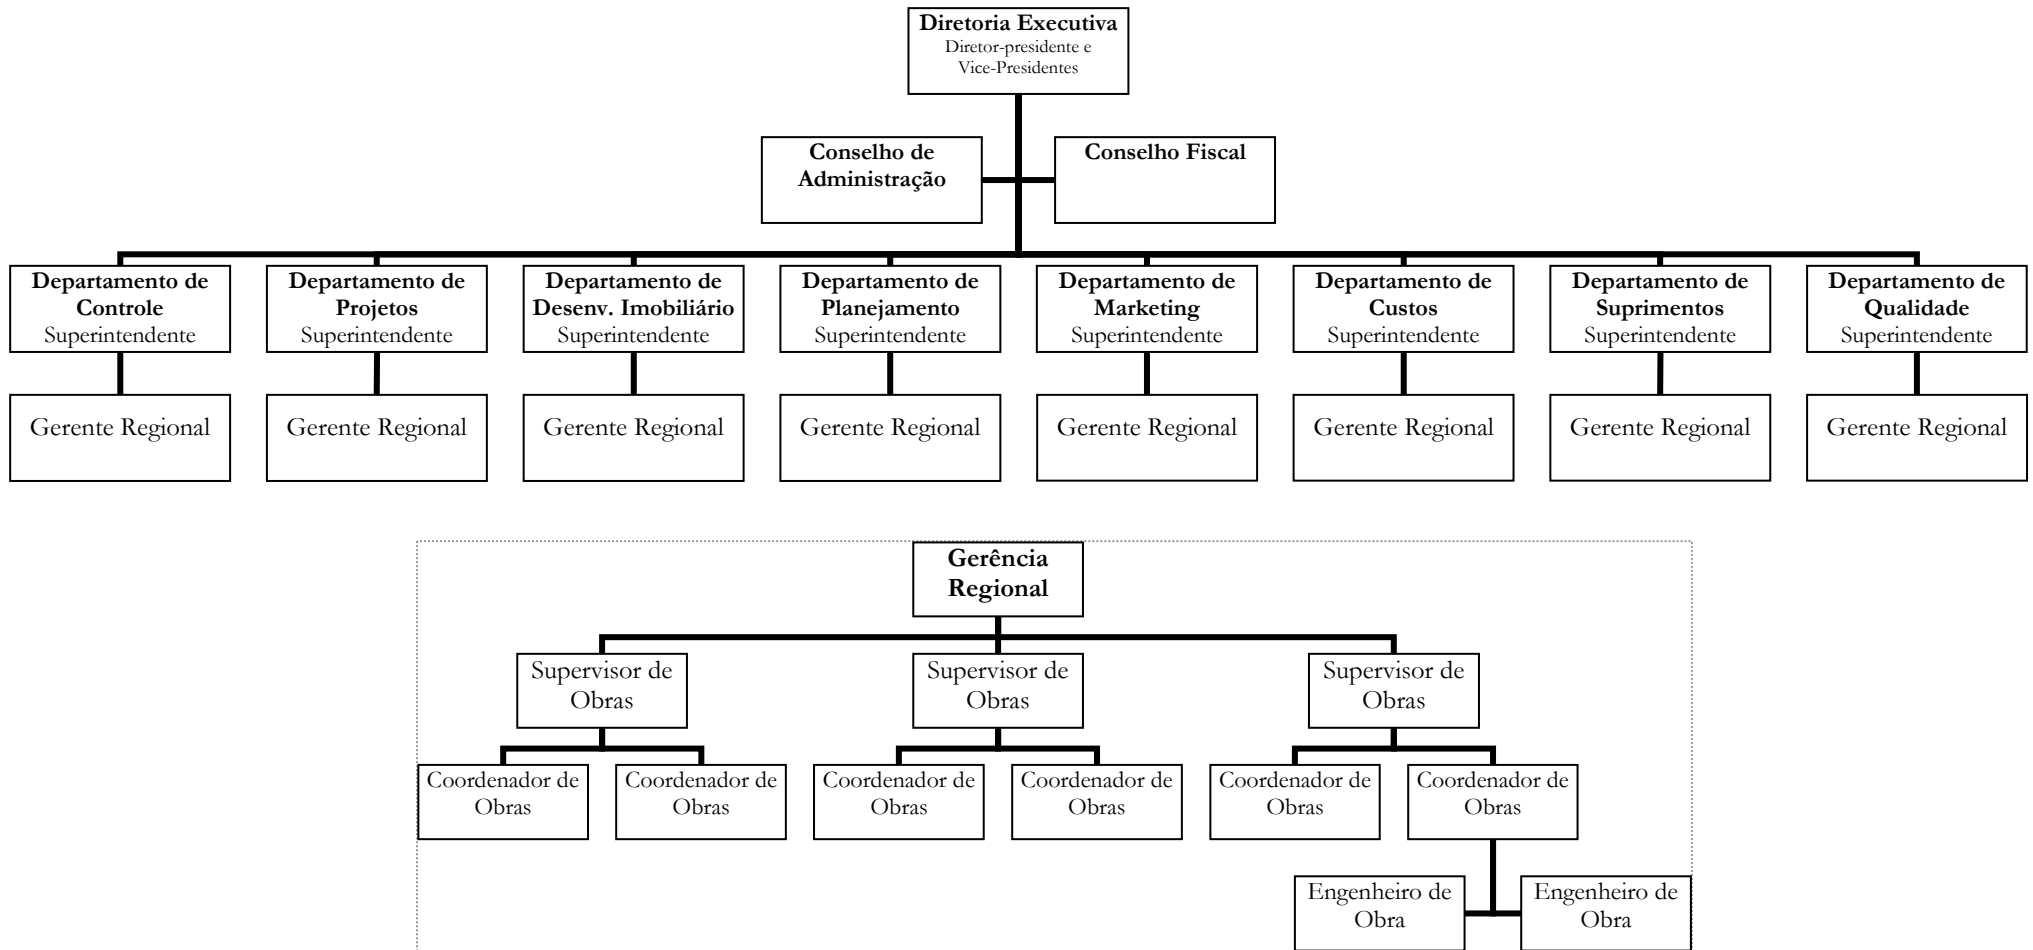 Diretoria Executiva
Diretor-presidente e
Vice-Presidentes
Conselho de
Administração
Conselho Fiscal
Departamento de
Controle
Superintendente
Departamento de
Projetos
Superintendente
Departamento de
Desenv. Imobiliário
Superintendente
Departamento de
Planejamento
Superintendente
Departamento de
Marketing
Superintendente
Departamento de
Custos
Superintendente
Departamento de
Suprimentos
Superintendente
Departamento de
Qualidade
Superintendente
Gerente Regional
Gerente Regional
Gerente Regional
Gerente Regional
Gerente Regional
Gerente Regional
Gerente Regional
Gerente Regional
Gerência
Regional
Supervisor de
Obras
Supervisor de
Obras
Supervisor de
Obras
Coordenador de
Obras
Coordenador de
Obras
Coordenador de
Obras
Coordenador de
Obras
Coordenador de
Obras
Coordenador de
Obras
Engenheiro de
Obra
Engenheiro de
Obra